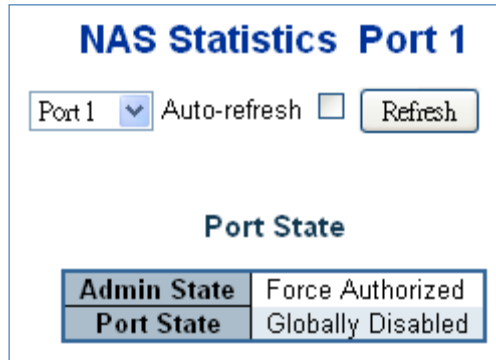 NAS Statistics Port 1
Port 1 Auto-refresh Refresh
Port State
Admin State Force Authorized
Port State Globally Disabled